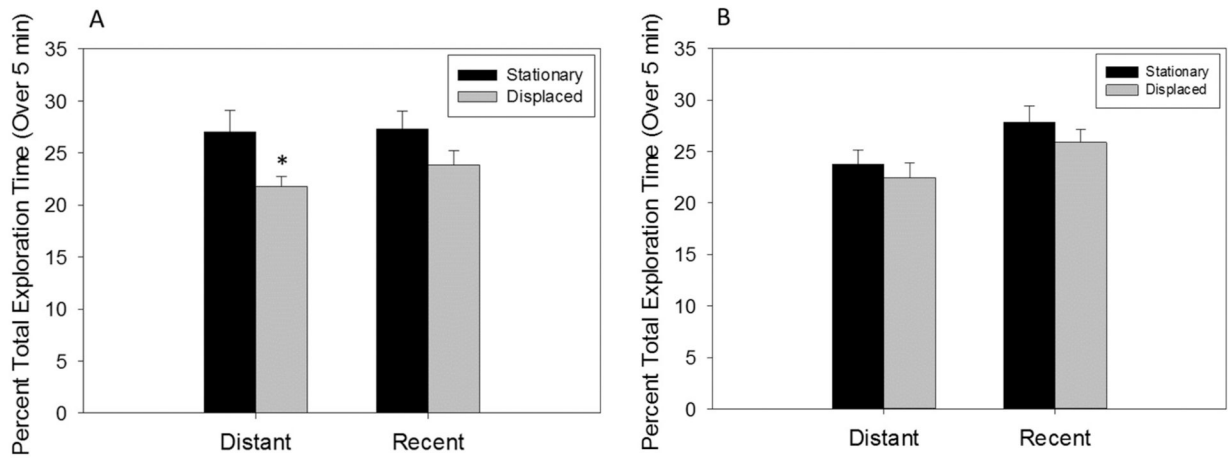 A
Percent Total Exploration Time (Over 5 min)
35
30
25
20
15
10
5
0
Stationary
Displaced
*
Distant
Recent
B
Percent Total Exploration Time (Over 5 min)
35
30
25
20
15
10
5
0
Stationary
Displaced
Distant
Recent